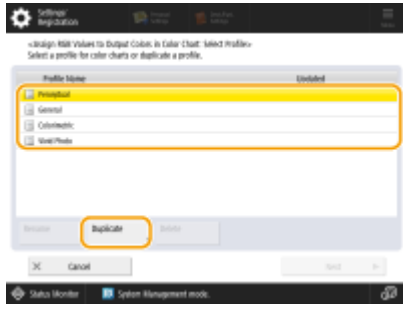 Settings/
Registration
<Assign RGB Values to Output Colors in Color Chart: Select Profile>
Select a profile for color charts or duplicate a profile.
Profile Name
Updated
Perceptual
General
Colorimetric
Vivid Photo
Rename
Duplicate
Delete
Cancel
Next
Status Monitor
System Management mode.